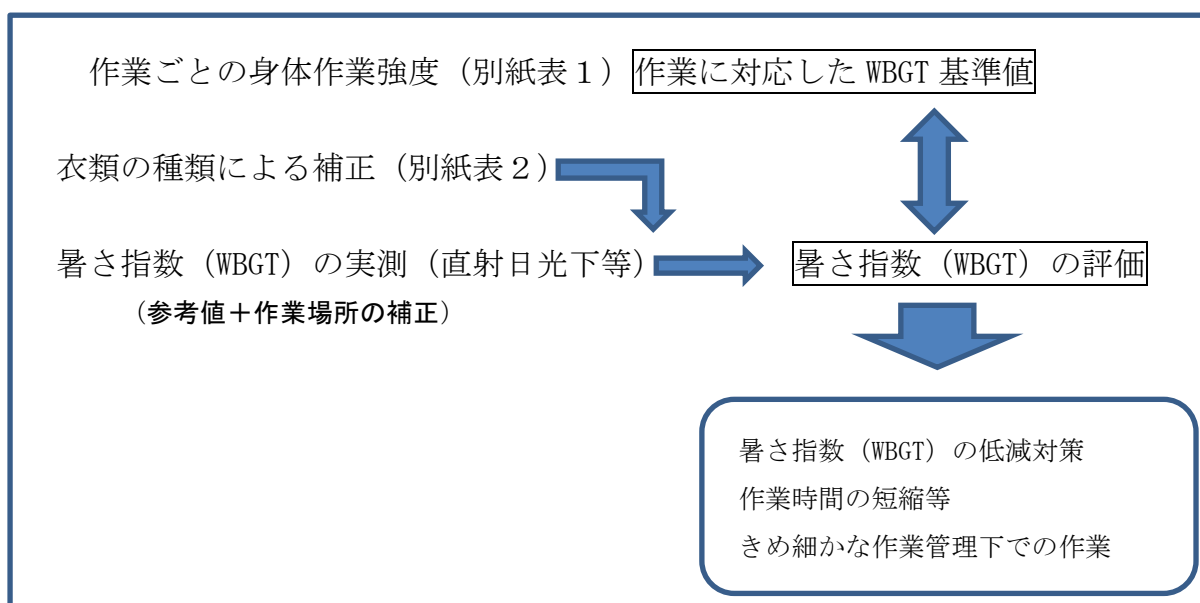 作業ごとの身体作業強度（別紙表１）作業に対応した WBGT 基準値
衣類の種類による補正（別紙表２）
暑さ指数（WBGT）の実測（直射日光下等） 暑さ指数（WBGT）の評価
（参考値＋作業場所の補正）
暑さ指数（WBGT）の低減対策
作業時間の短縮等
きめ細かな作業管理下での作業